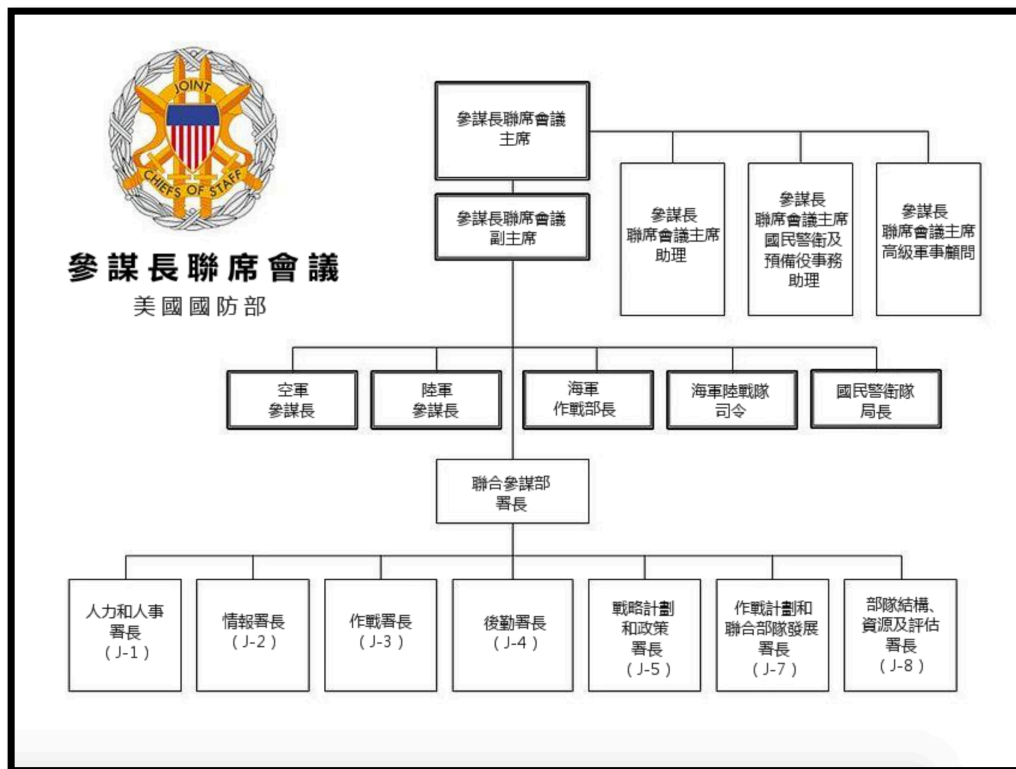 JOINT
CHIEFS OF STAFF
參謀長聯席會議
美國國防部
參謀長聯席會議
主席
參謀長聯席會議
副主席
參謀長
聯席會議主席
助理
參謀長
聯席會議主席
國民警衛及
預備役事務
助理
參謀長
聯席會議主席
高級軍事顧問
空軍
參謀長
陸軍
參謀長
海軍
作戰部長
海軍陸戰隊
司令
國民警衛隊
局長
聯合參謀部
署長
人力和人事
署長
(J-1)
情報署長
(J-2)
作戰署長
(J-3)
後勤署長
(J-4)
戰略計劃
和政策
署長
(J-5)
作戰計劃和
聯合部隊發展
署長
(J-7)
部隊結構、
資源及評估
署長
(J-8)